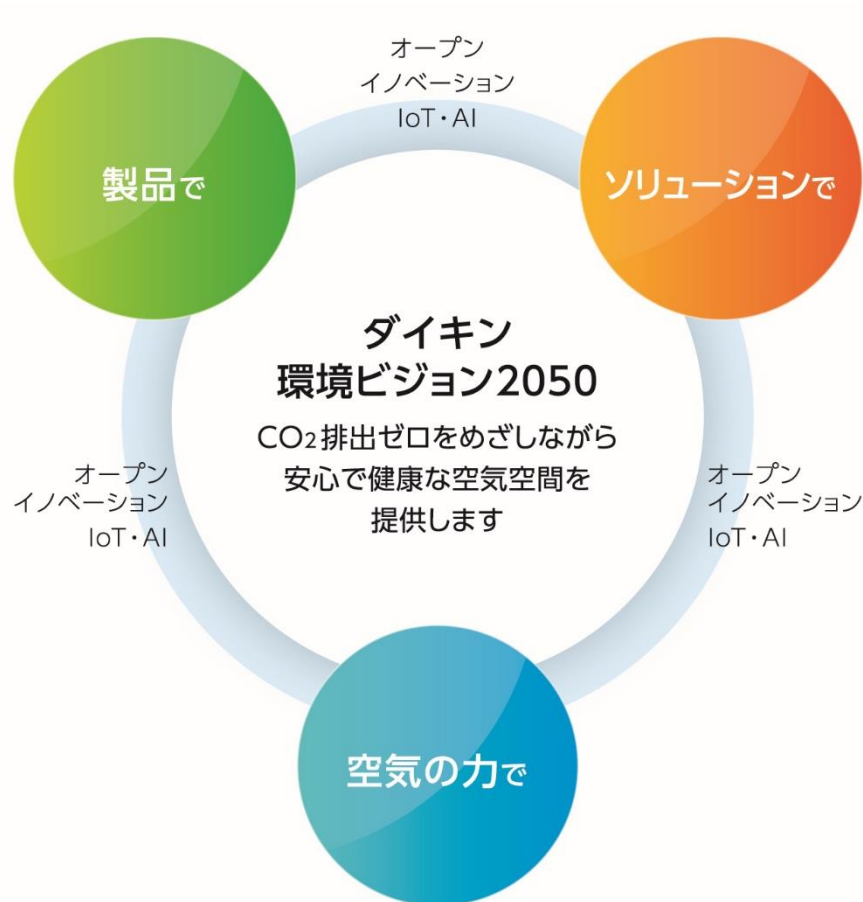 オープン
イノベーション
IoT・AI
製品で
ソリューションで
ダイキン
環境ビジョン2050
CO₂排出ゼロをめざしながら
安心で健康な空気空間を
提供します
オープン
イノベーション
IoT・AI
オープン
イノベーション
IoT・AI
空気の力で